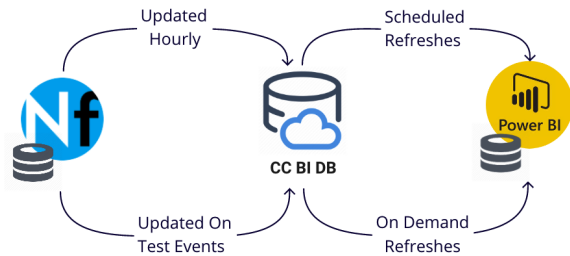 Updated
Hourly
Scheduled
Refreshes
Nf
Power BI
CC BI DB
Updated On
Test Events
On Demand
Refreshes